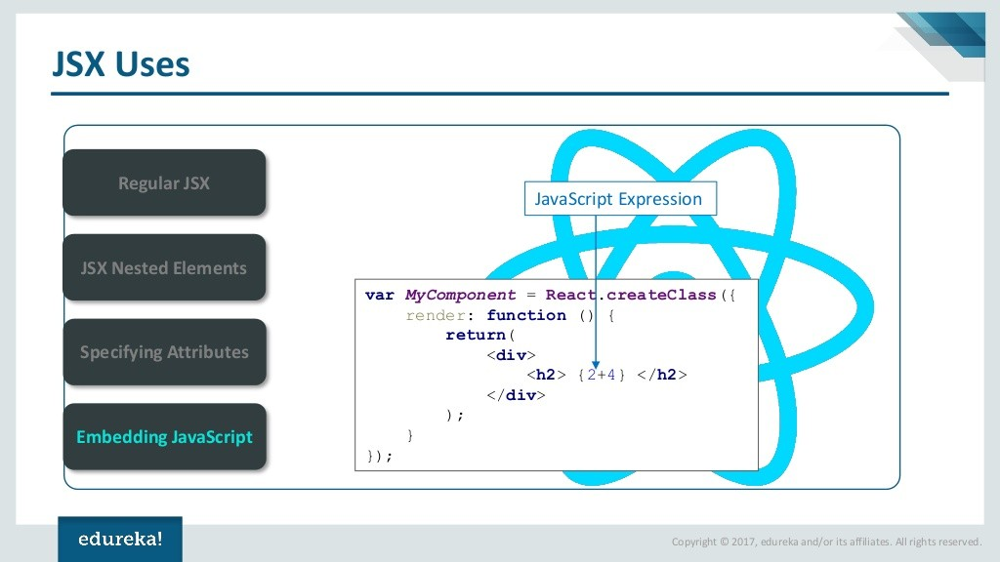 JSX Uses
Regular JSX
JSX Nested Elements
Specifying Attributes
Embedding JavaScript
JavaScript Expression
var MyComponent = React.createClass({
    render: function () {
        return(
            <div>
                <h2> {2+4} </h2>
            </div>
        );
    }
});
edureka!
Copyright © 2017, edureka and/or its affiliates. All rights reserved.